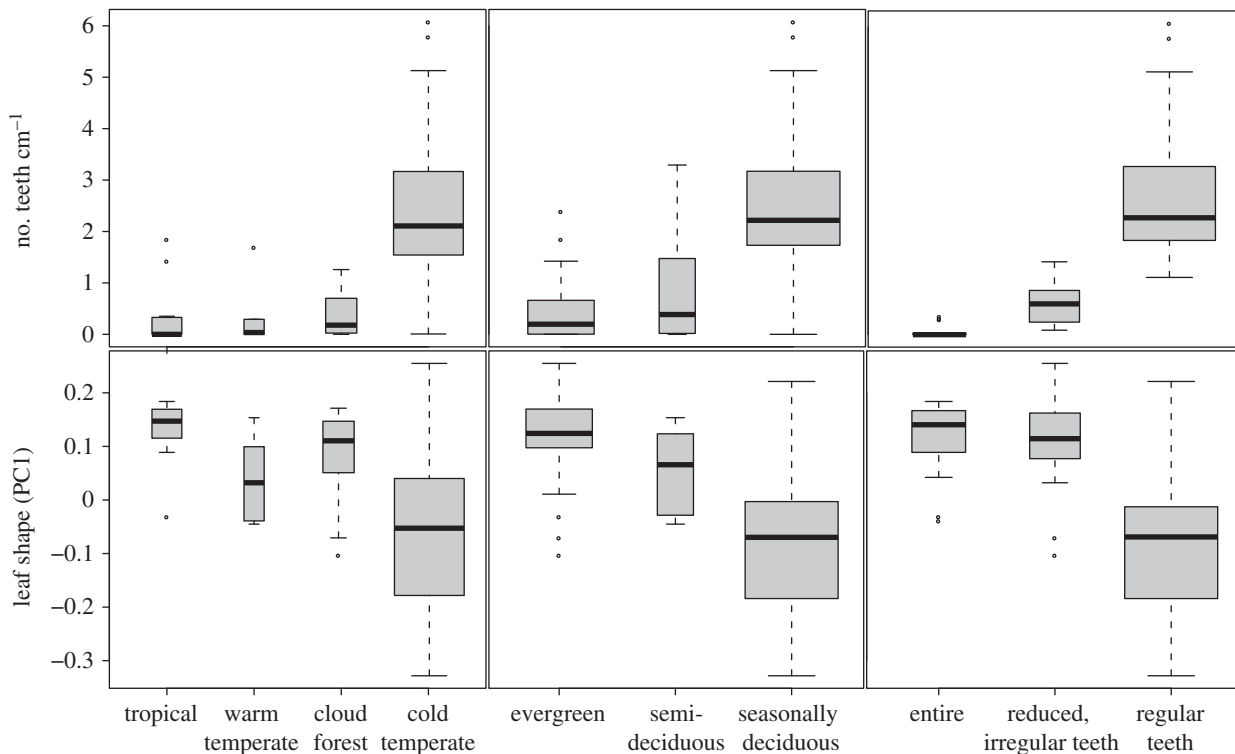 no. teeth cm⁻¹
6
5
4
3
2
1
0
leaf shape (PC1)
0.2
0.1
0
−0.1
−0.2
−0.3
tropical
warm
temperate
cloud
forest
cold
temperate
evergreen
semi-
deciduous
seasonally
deciduous
entire
reduced,
irregular teeth
regular
teeth